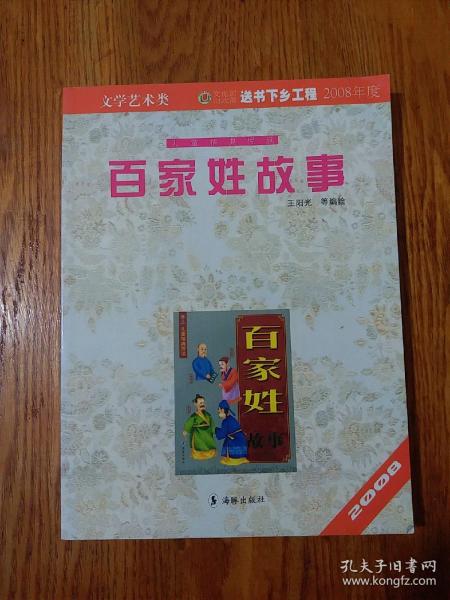 文学艺术类
送书下乡工程 2008年度
百家姓故事
王阳光 等编绘
百家姓
故事
海豚出版社
2008
孔夫子旧书网
www.kongfz.com